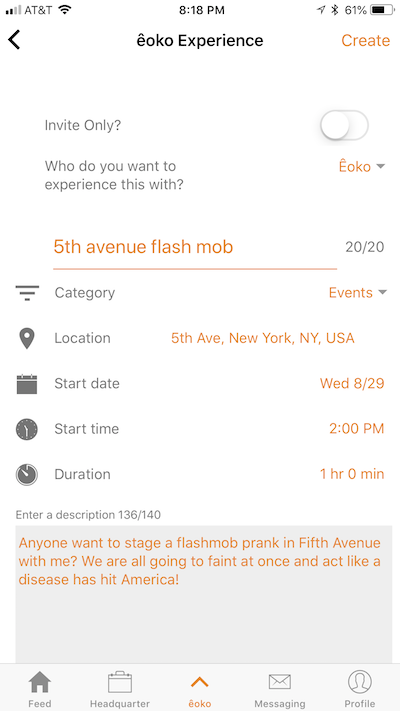 AT&T 8:18 PM 61%
êoko Experience Create
Invite Only?
Who do you want to Êoko
experience this with?
5th avenue flash mob 20/20
Category Events
Location 5th Ave, New York, NY, USA
Start date Wed 8/29
Start time 2:00 PM
Duration 1 hr 0 min
Enter a description 136/140
Anyone want to stage a flashmob prank in Fifth Avenue
with me? We are all going to faint at once and act like a
disease has hit America!
Feed Headquarter êoko Messaging Profile